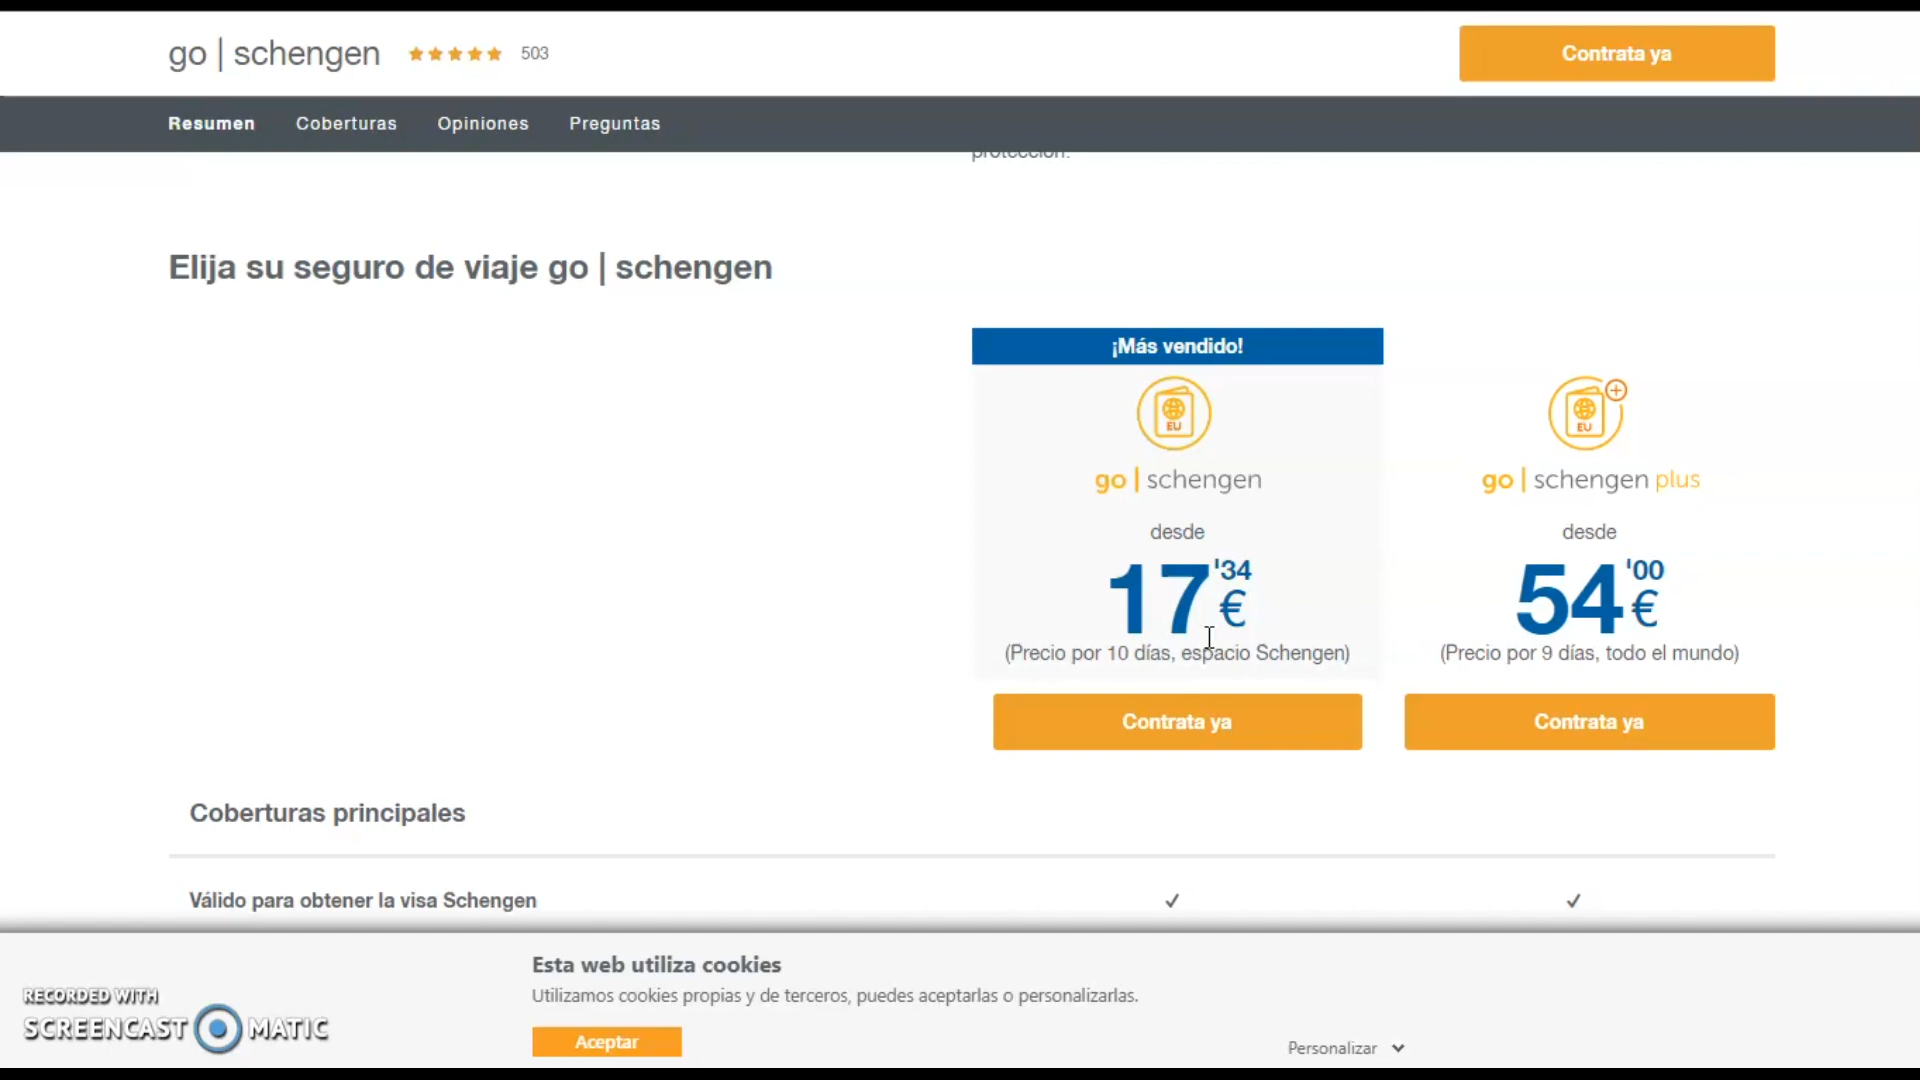 go | schengen 503 Contrata ya
Resumen Coberturas Opiniones Preguntas
protección.
Elija su seguro de viaje go | schengen
¡Más vendido!
EU EU
go | schengen go | schengen plus
desde desde
17'34 € 54'00 €
(Precio por 10 días, espacio Schengen) (Precio por 9 días, todo el mundo)
Contrata ya Contrata ya
Coberturas principales
Válido para obtener la visa Schengen
Esta web utiliza cookies
Utilizamos cookies propias y de terceros, puedes aceptarlas o personalizarlas.
Aceptar Personalizar
RECORDED WITH
SCREENCAST MATIC